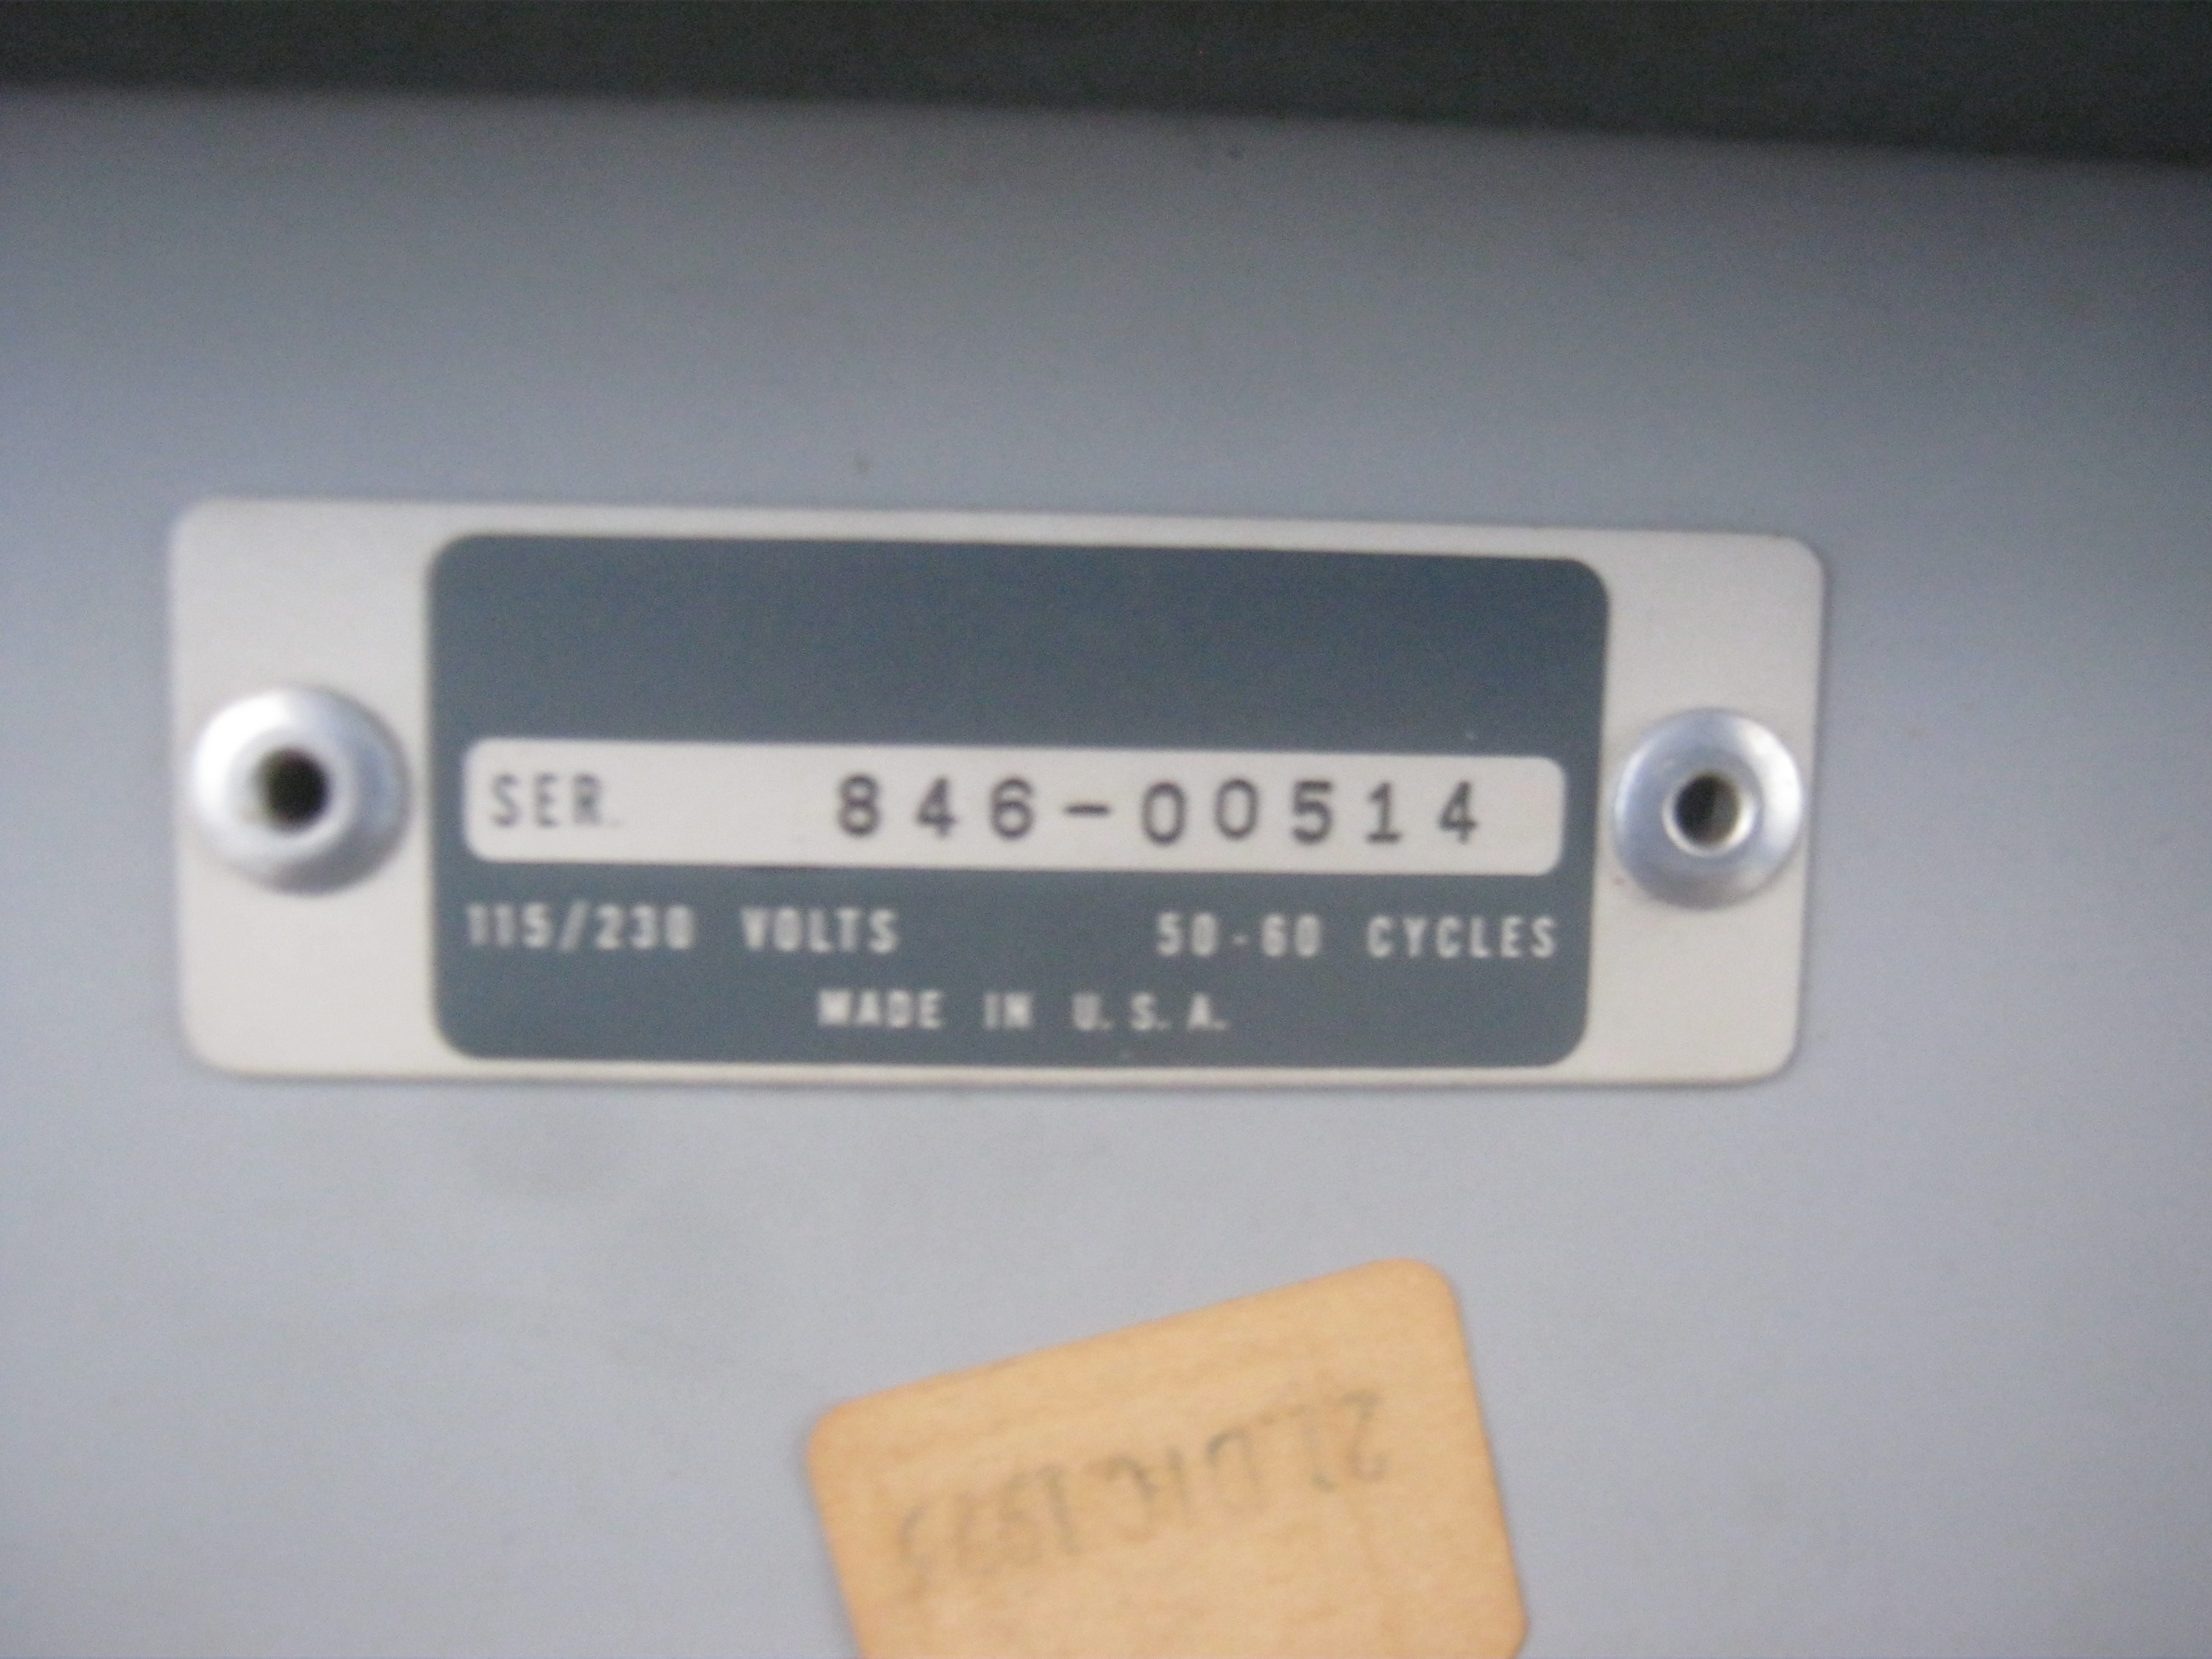 SER. 846-00514
115/230 VOLTS 50-60 CYCLES
MADE IN U.S.A.